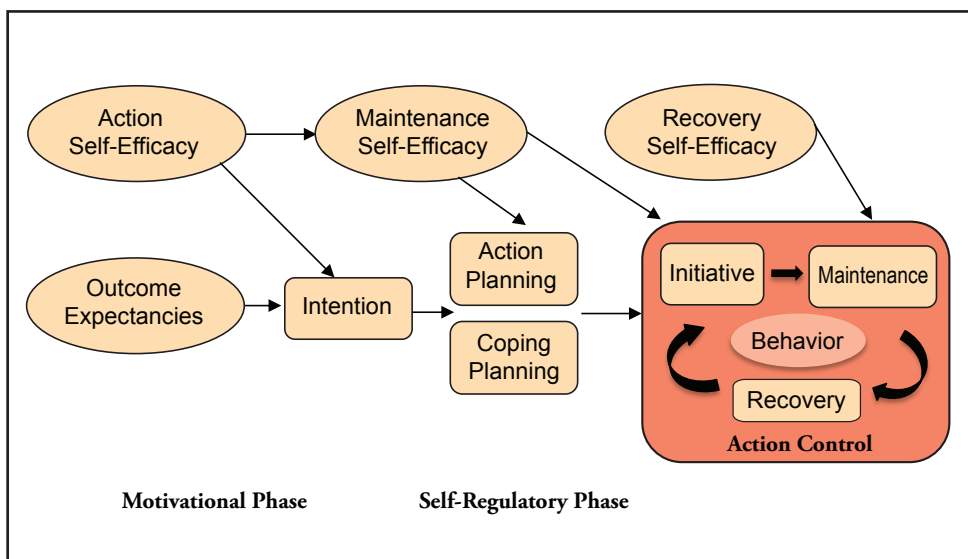 Action
Self-Efficacy
Maintenance
Self-Efficacy
Recovery
Self-Efficacy
Outcome
Expectancies
Intention
Action
Planning
Coping
Planning
Initiative
Maintenance
Behavior
Recovery
Action Control
Motivational Phase
Self-Regulatory Phase